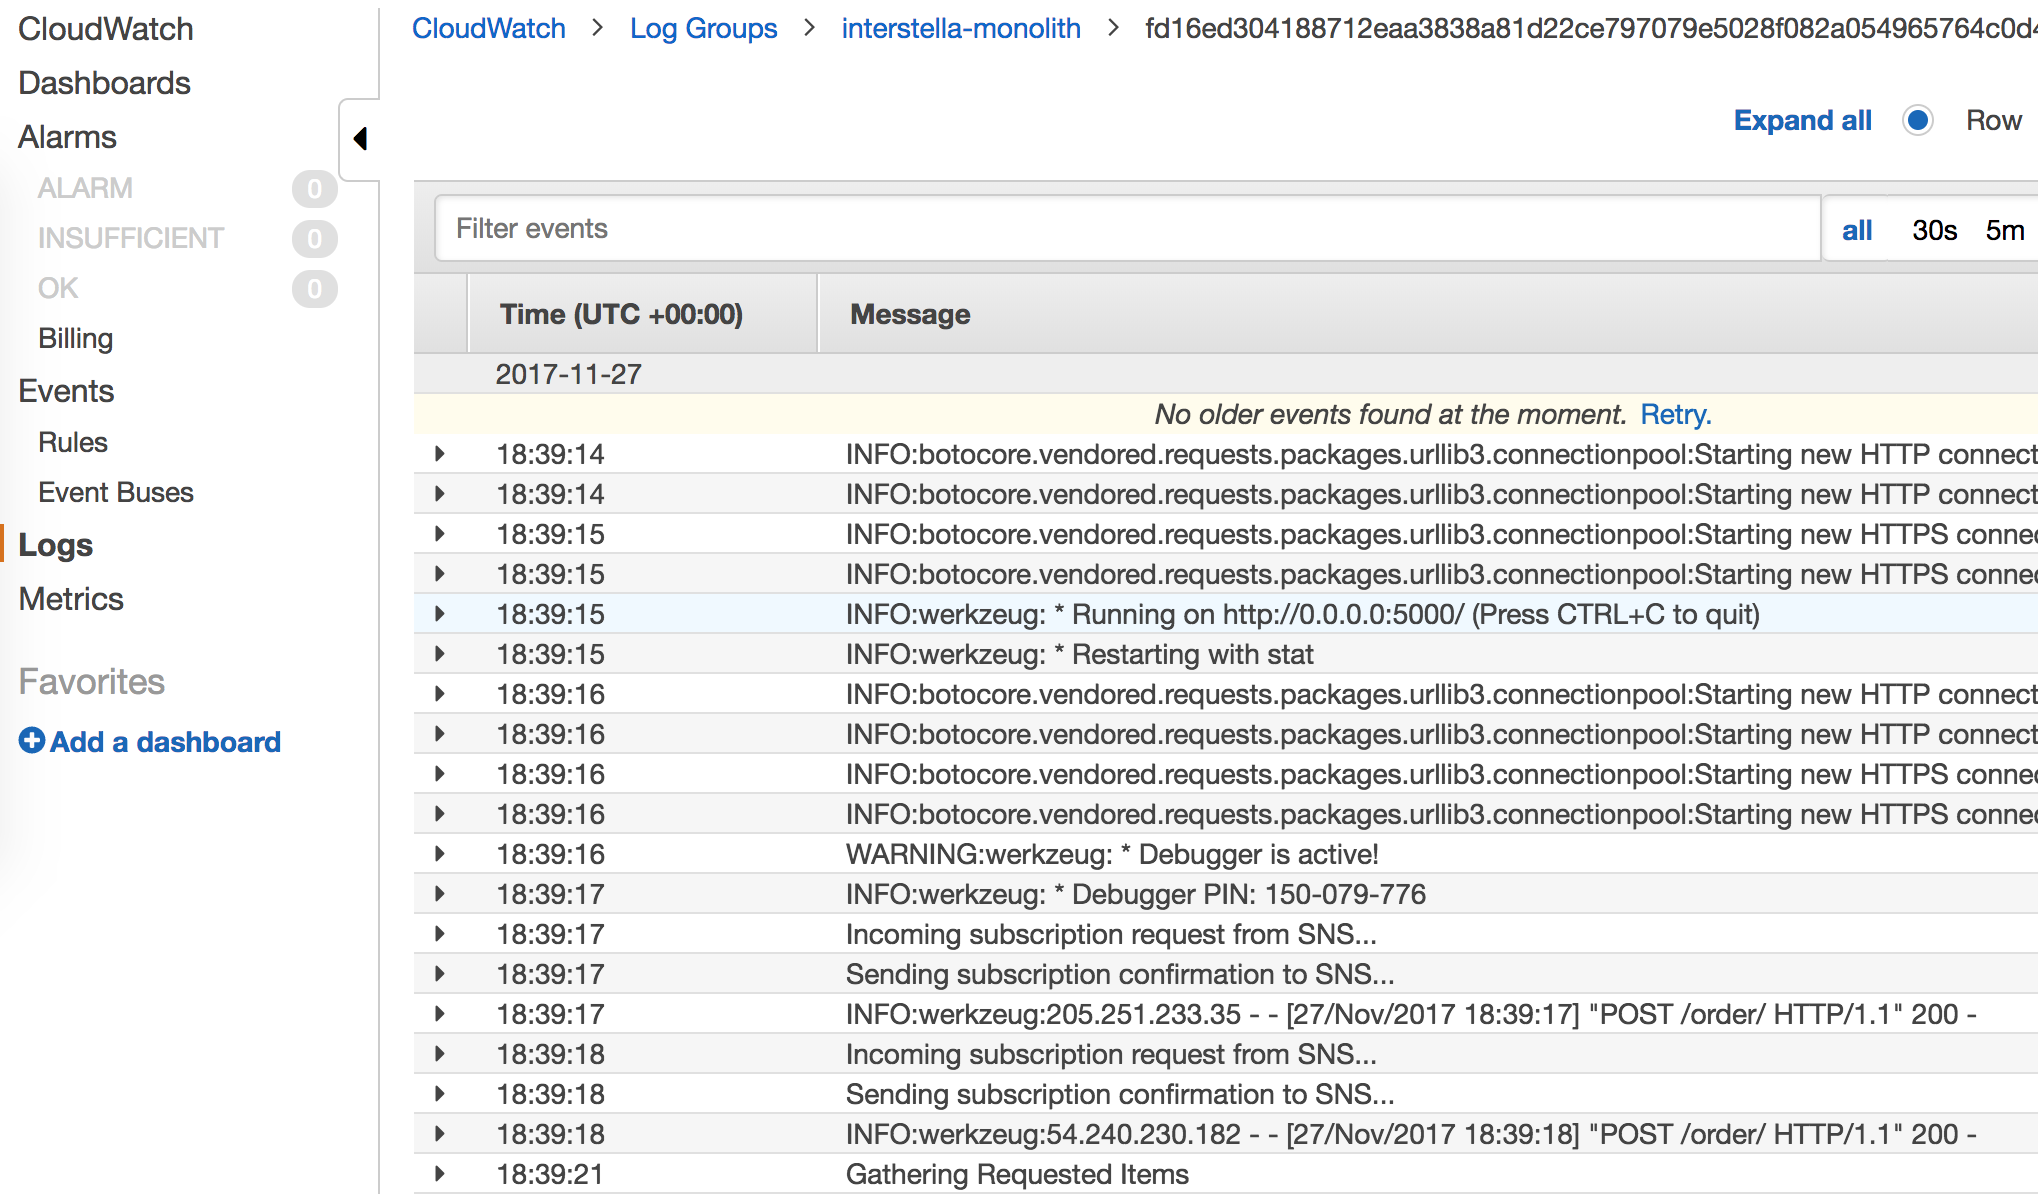 CloudWatch
Dashboards
Alarms
ALARM 0
INSUFFICIENT 0
OK 0
Billing
Events
Rules
Event Buses
Logs
Metrics
Favorites
Add a dashboard
CloudWatch > Log Groups > interstella-monolith > fd16ed304188712eaa3838a81d22ce797079e5028f082a054965764c0d4
Expand all Row
Filter events
all 30s 5m
Time (UTC +00:00) Message
2017-11-27
No older events found at the moment. Retry.
18:39:14 INFO:botocore.vendored.requests.packages.urllib3.connectionpool:Starting new HTTP connect
18:39:14 INFO:botocore.vendored.requests.packages.urllib3.connectionpool:Starting new HTTP connect
18:39:15 INFO:botocore.vendored.requests.packages.urllib3.connectionpool:Starting new HTTPS connec
18:39:15 INFO:botocore.vendored.requests.packages.urllib3.connectionpool:Starting new HTTPS connec
18:39:15 INFO:werkzeug: * Running on http://0.0.0.0:5000/ (Press CTRL+C to quit)
18:39:15 INFO:werkzeug: * Restarting with stat
18:39:16 INFO:botocore.vendored.requests.packages.urllib3.connectionpool:Starting new HTTP connect
18:39:16 INFO:botocore.vendored.requests.packages.urllib3.connectionpool:Starting new HTTP connect
18:39:16 INFO:botocore.vendored.requests.packages.urllib3.connectionpool:Starting new HTTPS connec
18:39:16 INFO:botocore.vendored.requests.packages.urllib3.connectionpool:Starting new HTTPS connec
18:39:16 WARNING:werkzeug: * Debugger is active!
18:39:17 INFO:werkzeug: * Debugger PIN: 150-079-776
18:39:17 Incoming subscription request from SNS...
18:39:17 Sending subscription confirmation to SNS...
18:39:17 INFO:werkzeug:205.251.233.35 - - [27/Nov/2017 18:39:17] "POST /order/ HTTP/1.1" 200 -
18:39:18 Incoming subscription request from SNS...
18:39:18 Sending subscription confirmation to SNS...
18:39:18 INFO:werkzeug:54.240.230.182 - - [27/Nov/2017 18:39:18] "POST /order/ HTTP/1.1" 200 -
18:39:21 Gathering Requested Items